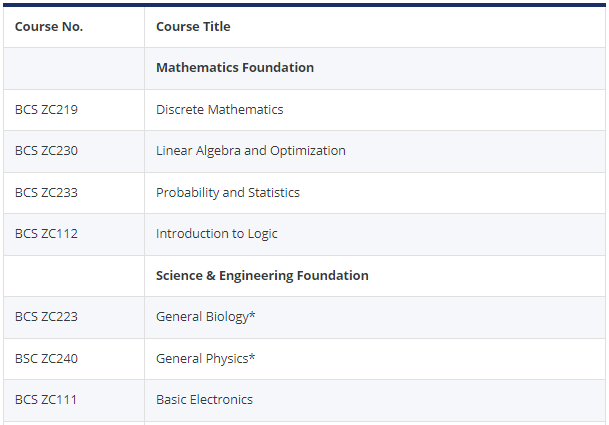 Course No. Course Title
Mathematics Foundation
BCS ZC219 Discrete Mathematics
BCS ZC230 Linear Algebra and Optimization
BCS ZC233 Probability and Statistics
BCS ZC112 Introduction to Logic
Science & Engineering Foundation
BCS ZC223 General Biology*
BSC ZC240 General Physics*
BCS ZC111 Basic Electronics